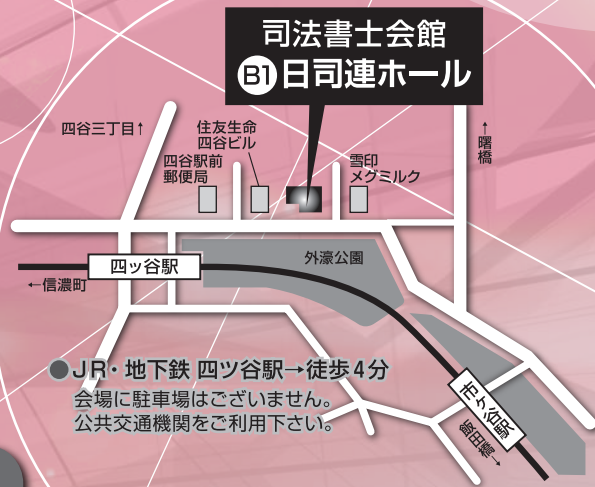 司法書士会館
B1日司連ホール
四谷三丁目↑
住友生命
四谷ビル
四谷駅前
郵便局
雪印
メグミルク
↑曙橋
四ッ谷駅
←信濃町
外濠公園
●JR・地下鉄 四ツ谷駅→徒歩4分
会場に駐車場はございません。
公共交通機関をご利用下さい。
市ヶ谷駅
飯田橋→